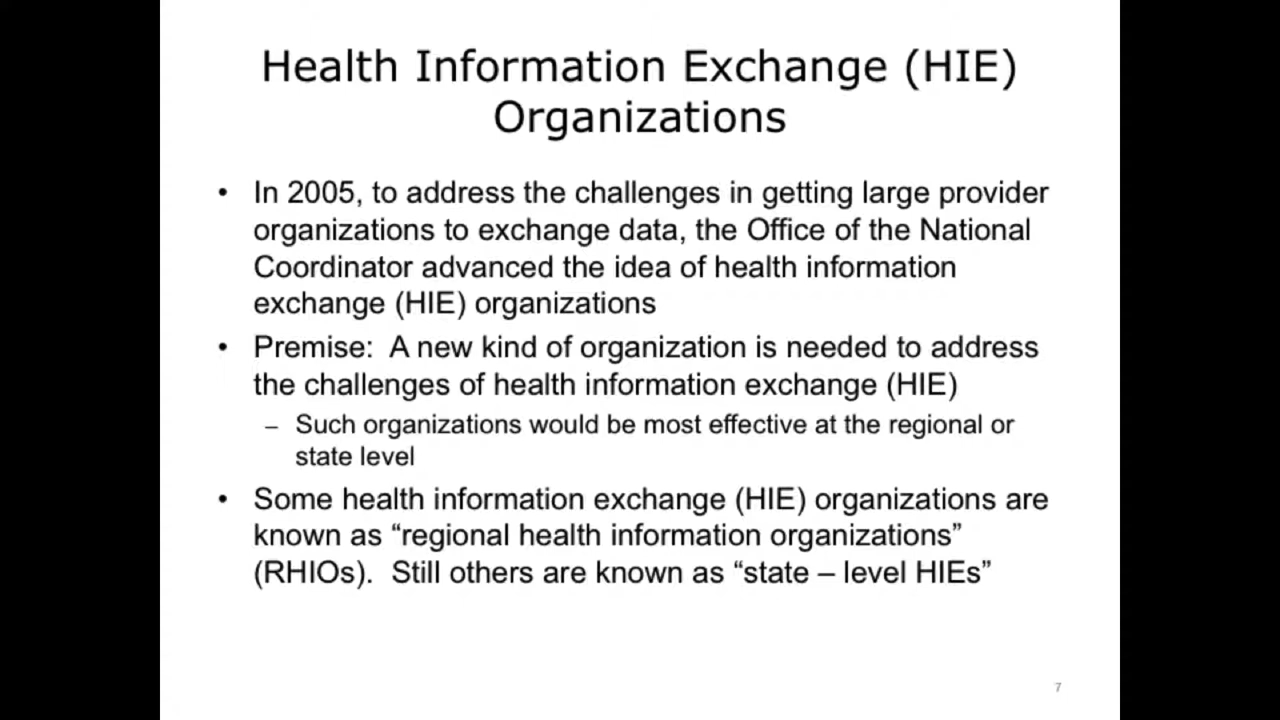 Health Information Exchange (HIE)
Organizations
• In 2005, to address the challenges in getting large provider
organizations to exchange data, the Office of the National
Coordinator advanced the idea of health information
exchange (HIE) organizations
• Premise: A new kind of organization is needed to address
the challenges of health information exchange (HIE)
– Such organizations would be most effective at the regional or
state level
• Some health information exchange (HIE) organizations are
known as “regional health information organizations”
(RHIOs). Still others are known as “state – level HIEs”
7